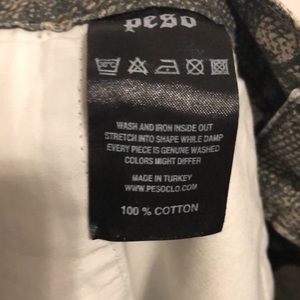 peso
WASH AND IRON INSIDE OUT
STRETCH INTO SHAPE WHILE DAMP
EVERY PIECE IS GENUINE WASHED
COLORS MIGHT DIFFER
MADE IN TURKEY
WWW.PESOCLO.COM
100 % COTTON